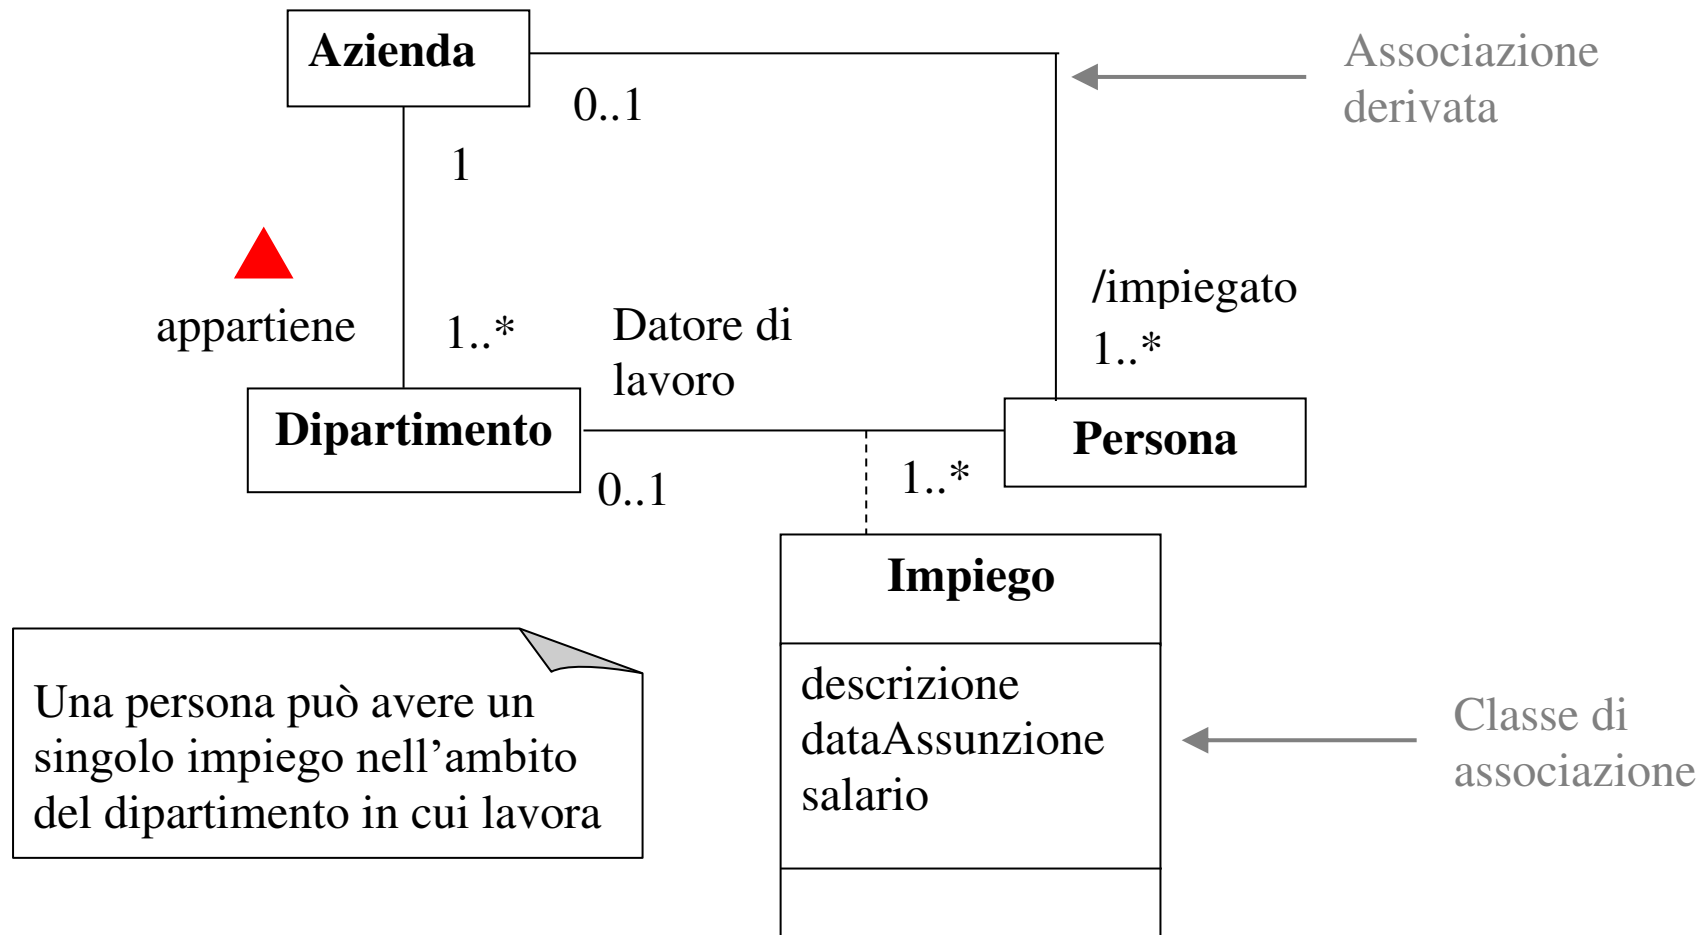 Azienda
Associazione
derivata
0..1
1
/impiegato
1..*
appartiene
1..*
Datore di
lavoro
Dipartimento
Persona
0..1
1..*
Impiego
descrizione
dataAssunzione
salario
Una persona può avere un
singolo impiego nell’ambito
del dipartimento in cui lavora
Classe di
associazione